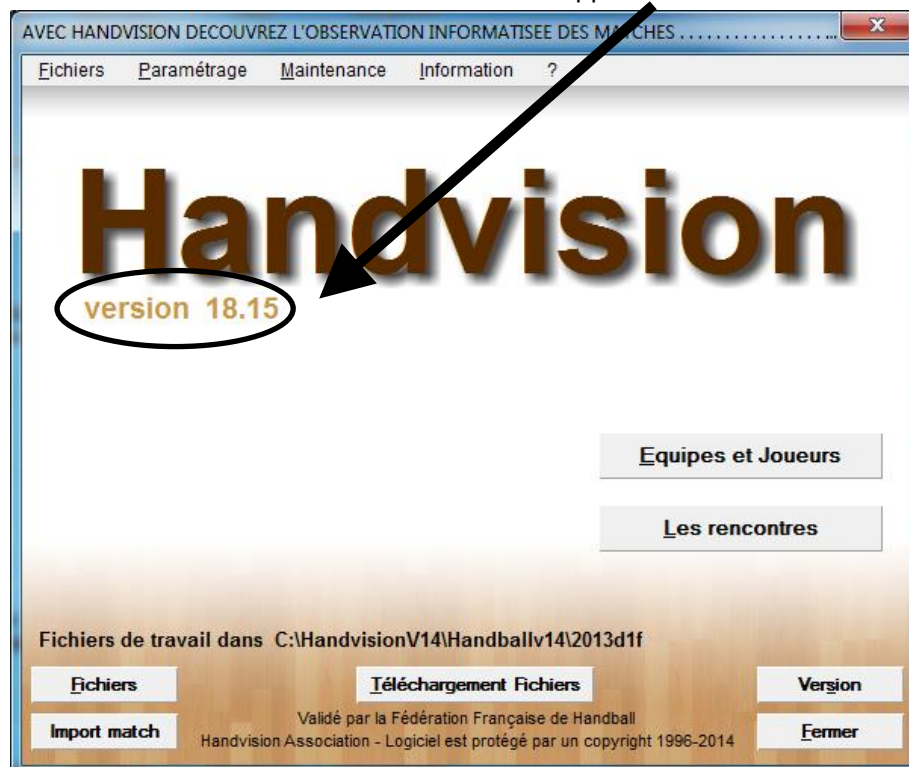 AVEC HANDVISION DECOUVREZ L'OBSERVATION INFORMATISEE DES MATCHES . . . . . . . . . . . . . . . . . ...
Fichiers Paramétrage Maintenance Information ?
Handvision
version 18.15
Equipes et Joueurs
Les rencontres
Fichiers de travail dans C:\HandvisionV14\Handballv14\2013d1f
Fichiers Téléchargement Fichiers Version
Import match Validé par la Fédération Française de Handball Fermer
Handvision Association - Logiciel est protégé par un copyright 1996-2014